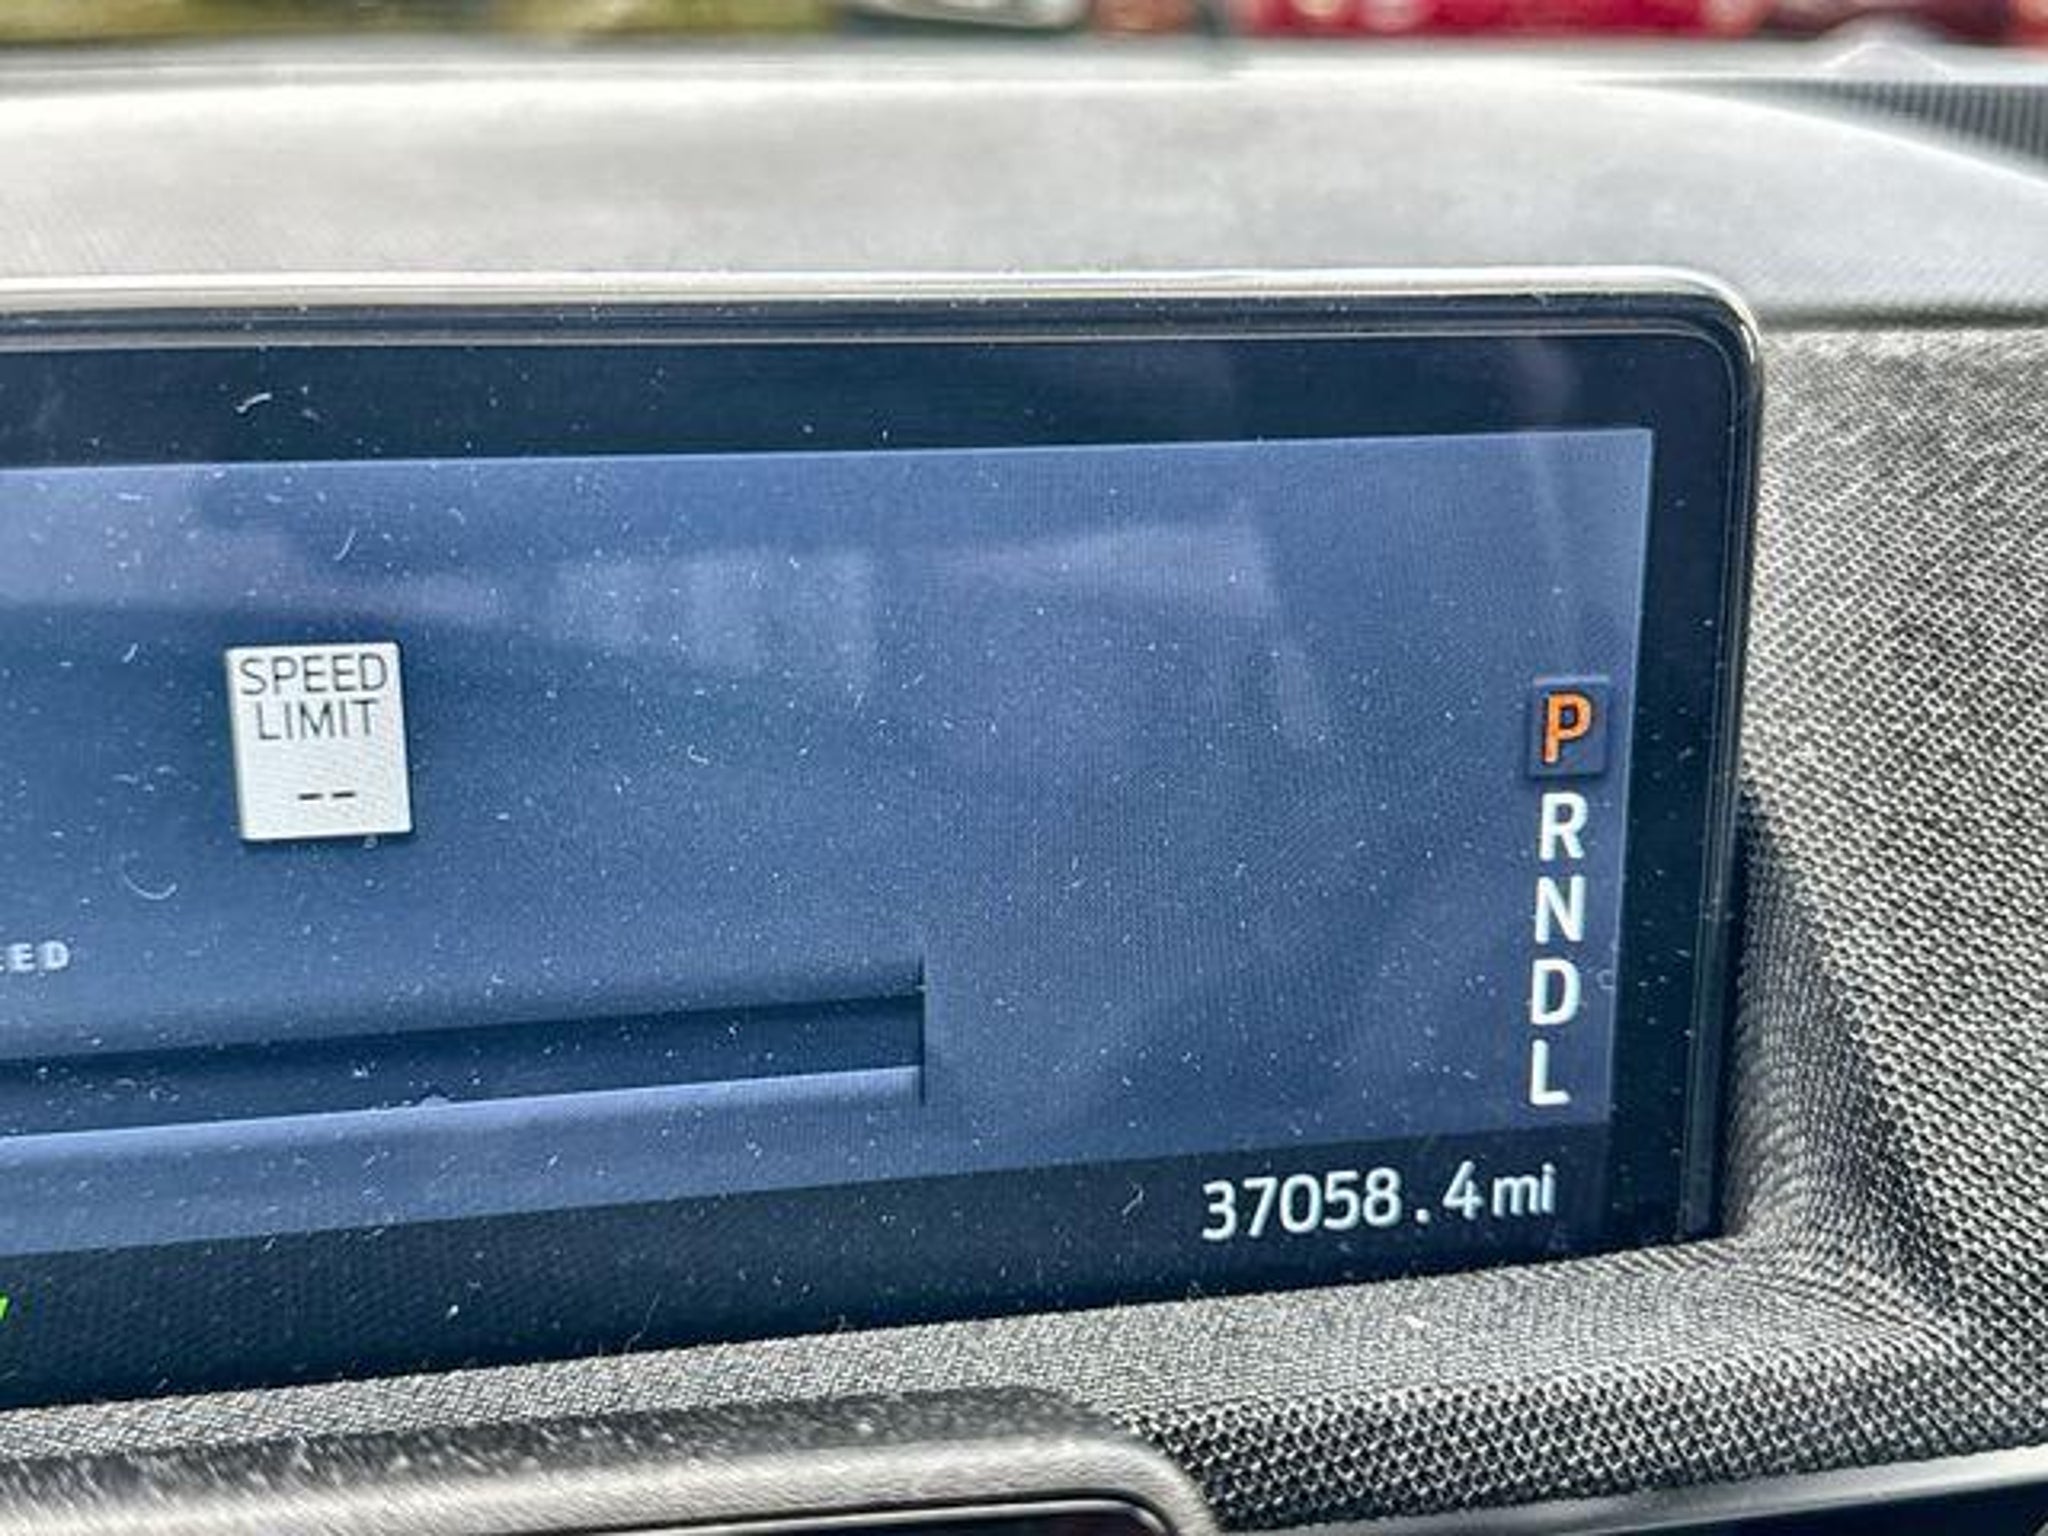 SPEED
LIMIT
--
P
R
N
D
L
37058.4mi